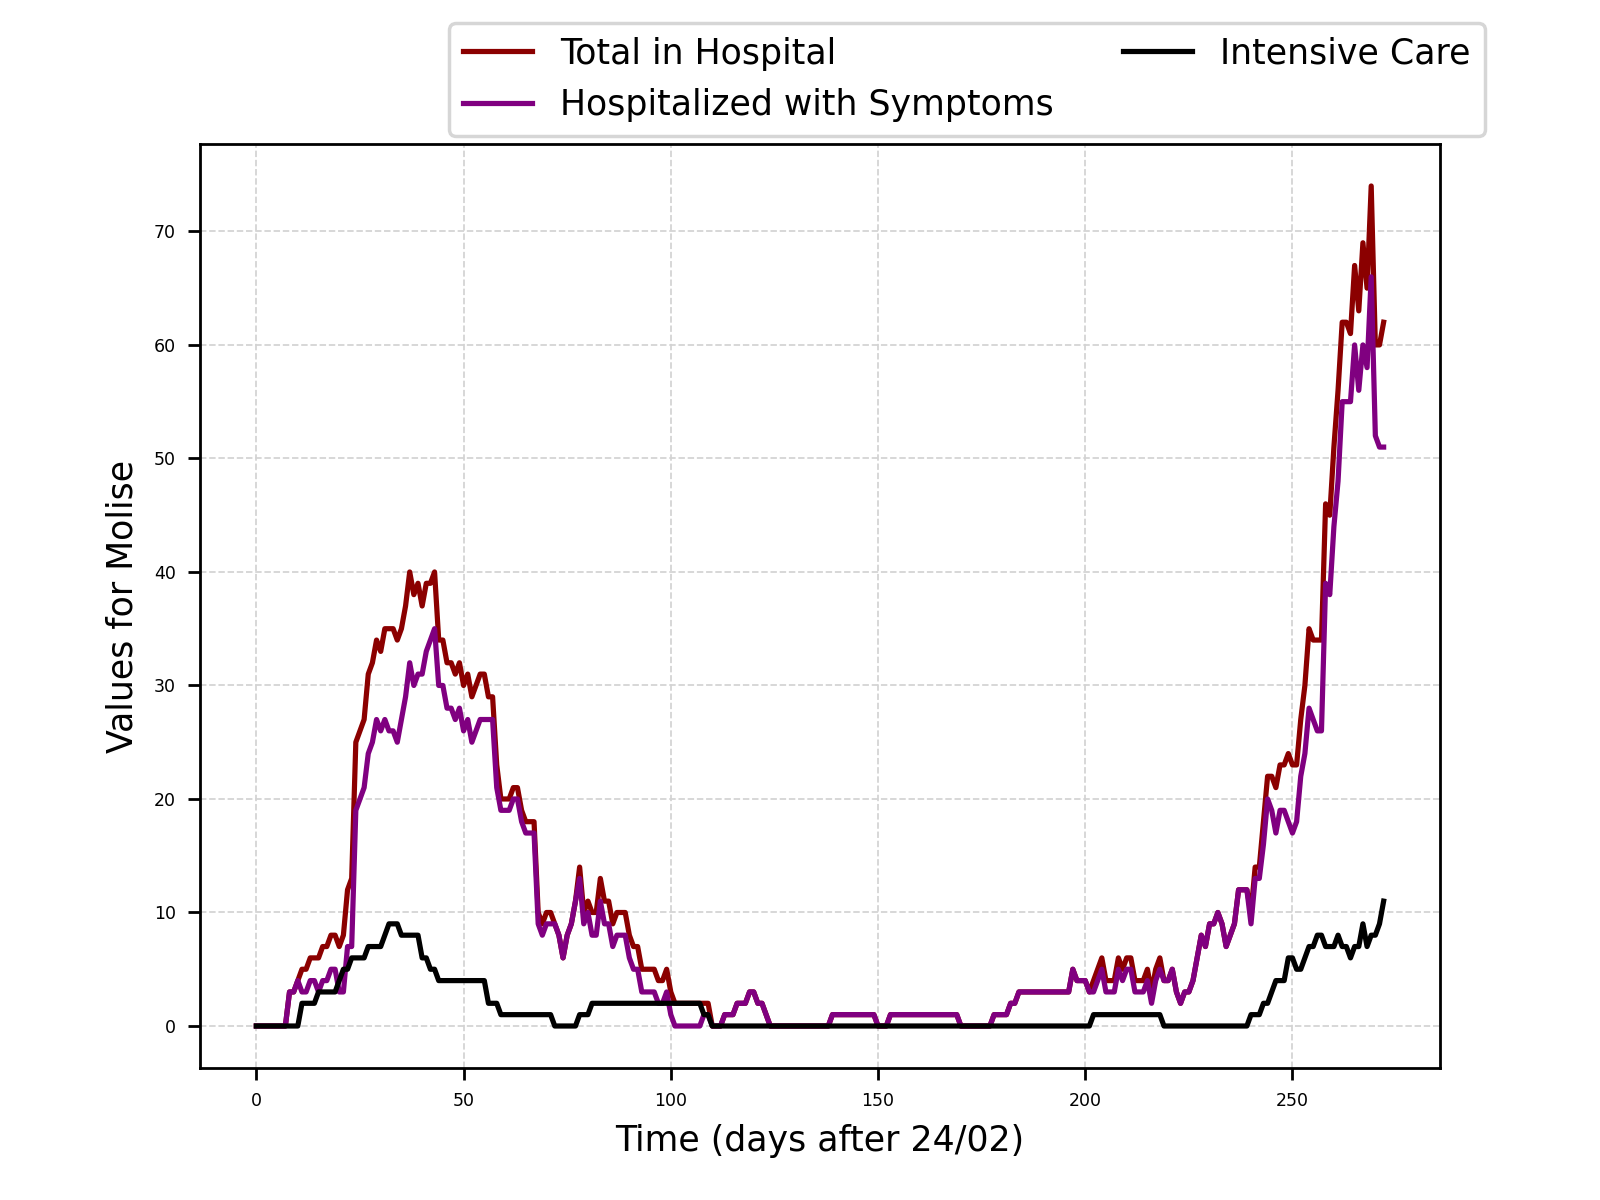 Total in Hospital
Hospitalized with Symptoms
Intensive Care
Values for Molise
70
60
50
40
30
20
10
0
0 50 100 150 200 250
Time (days after 24/02)